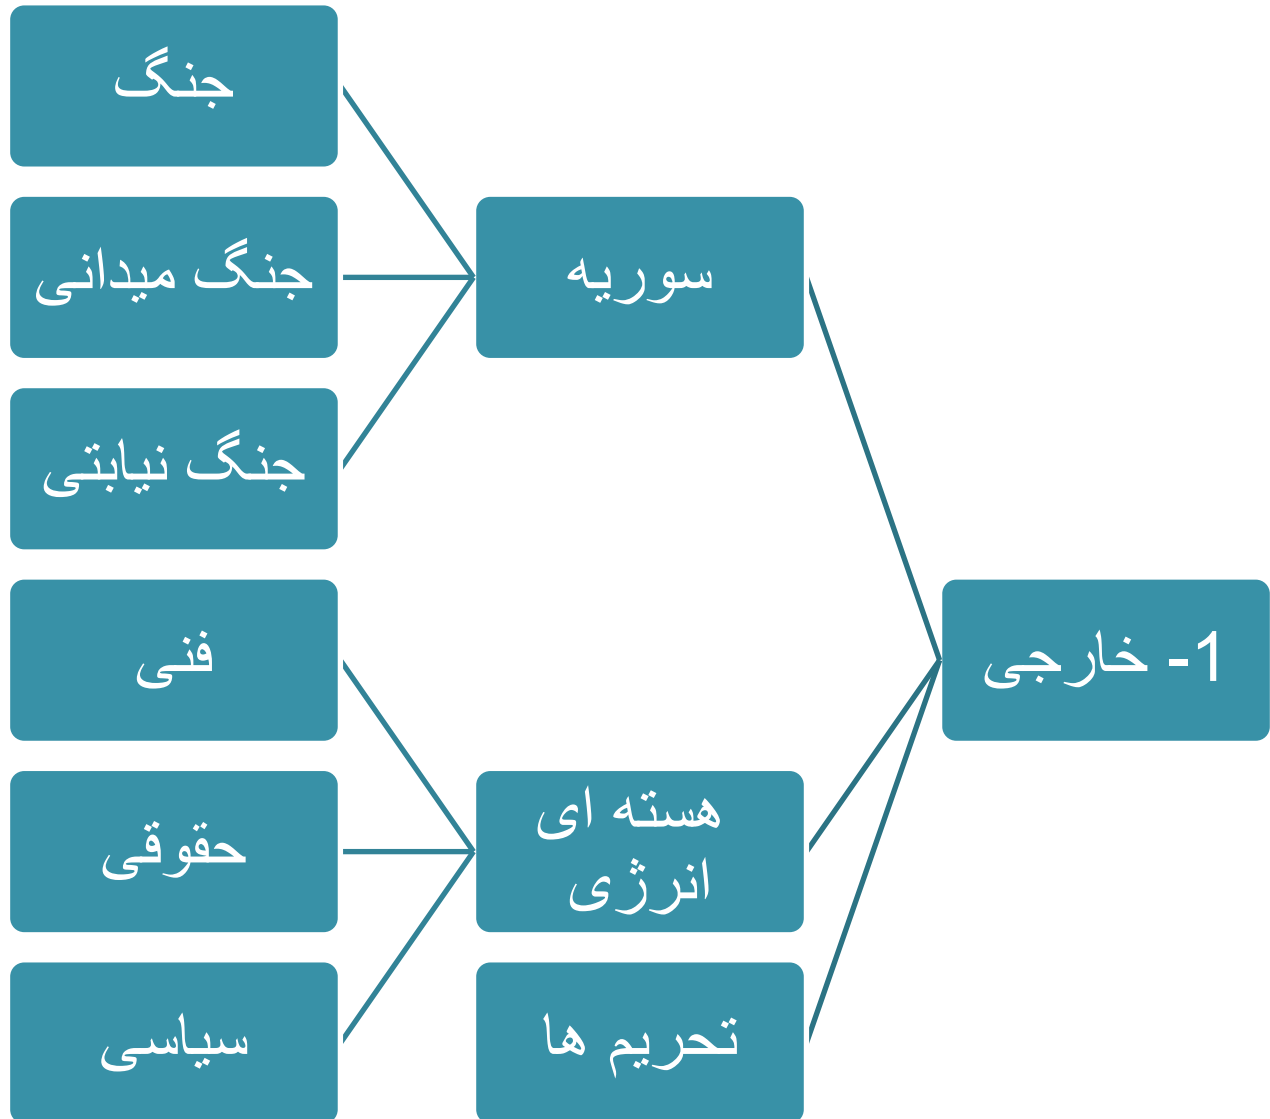 1- خارجی
سوریه
جنگ
جنگ میدانی
جنگ نیابتی
هسته ای
انرژی
فنی
حقوقی
سیاسی
تحریم ها